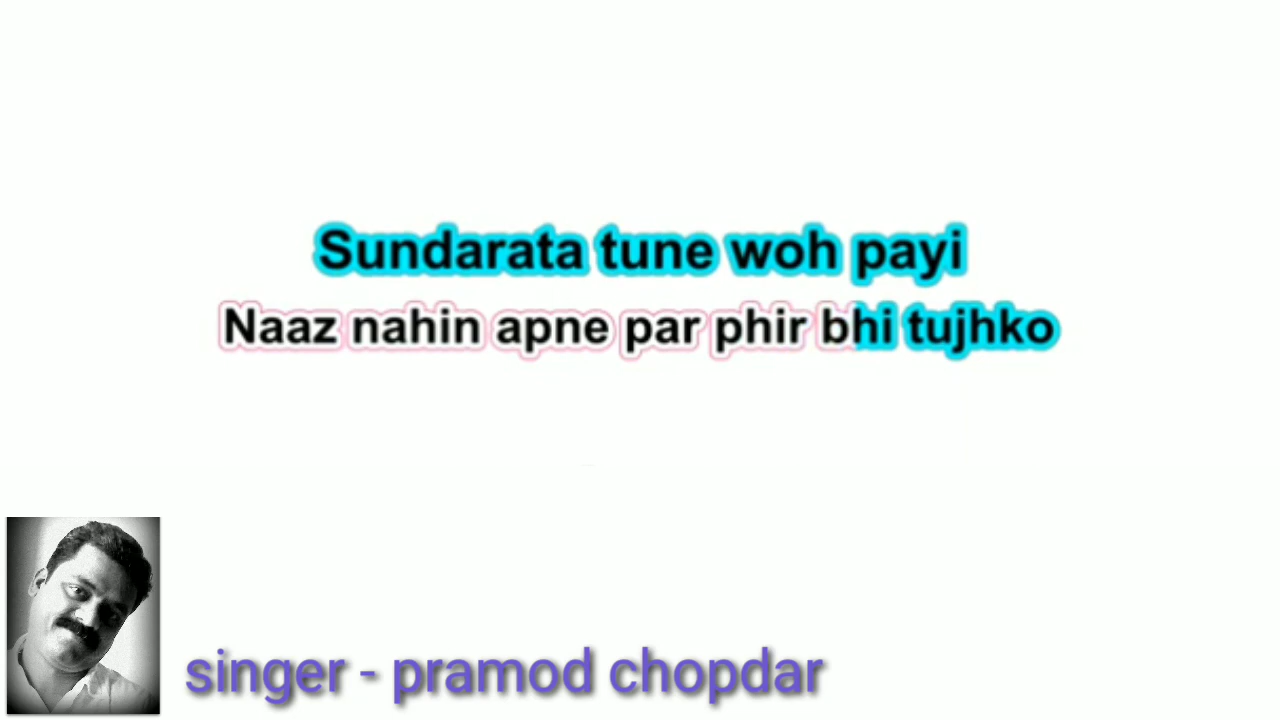 Sundarata tune woh payi
Naaz nahin apne par phir bhi tujhko
singer - pramod chopdar